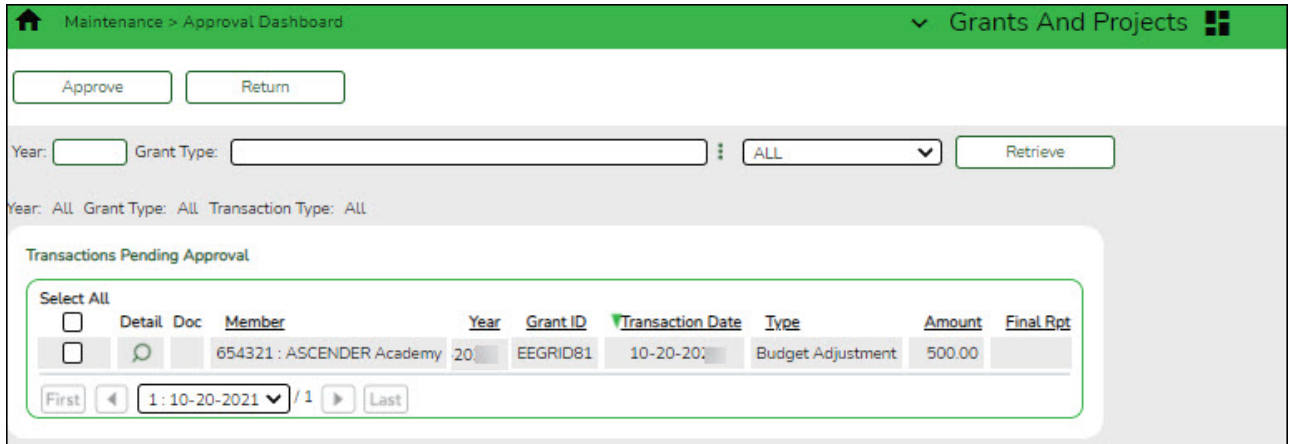 Maintenance > Approval Dashboard Grants And Projects
Approve Return
Year: Grant Type: ALL Retrieve
Year: All Grant Type: All Transaction Type: All
Transactions Pending Approval
Select All
Detail Doc Member Year Grant ID Transaction Date Type Amount Final Rpt
654321 : ASCENDER Academy EEGRID81 Budget Adjustment 500.00
First 1 : 10-20-2021 / 1 Last